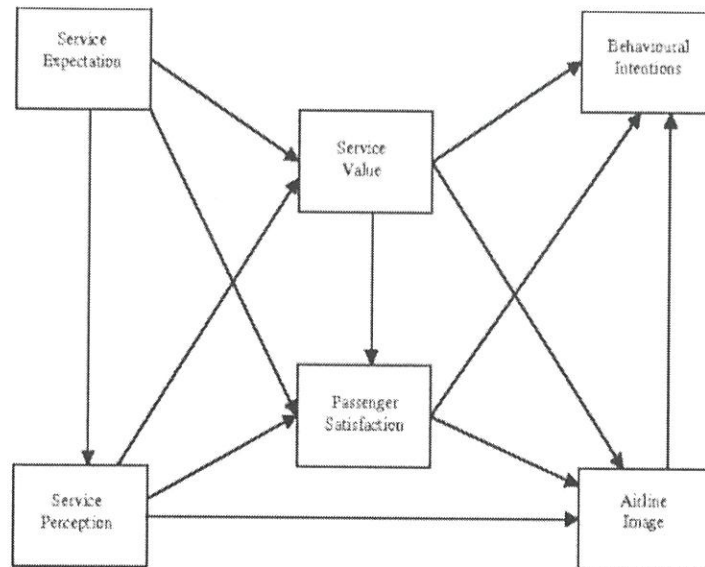 Service
Expectation
Behavioural
Intentions
Service
Value
Passenger
Satisfaction
Service
Perception
Airline
Image